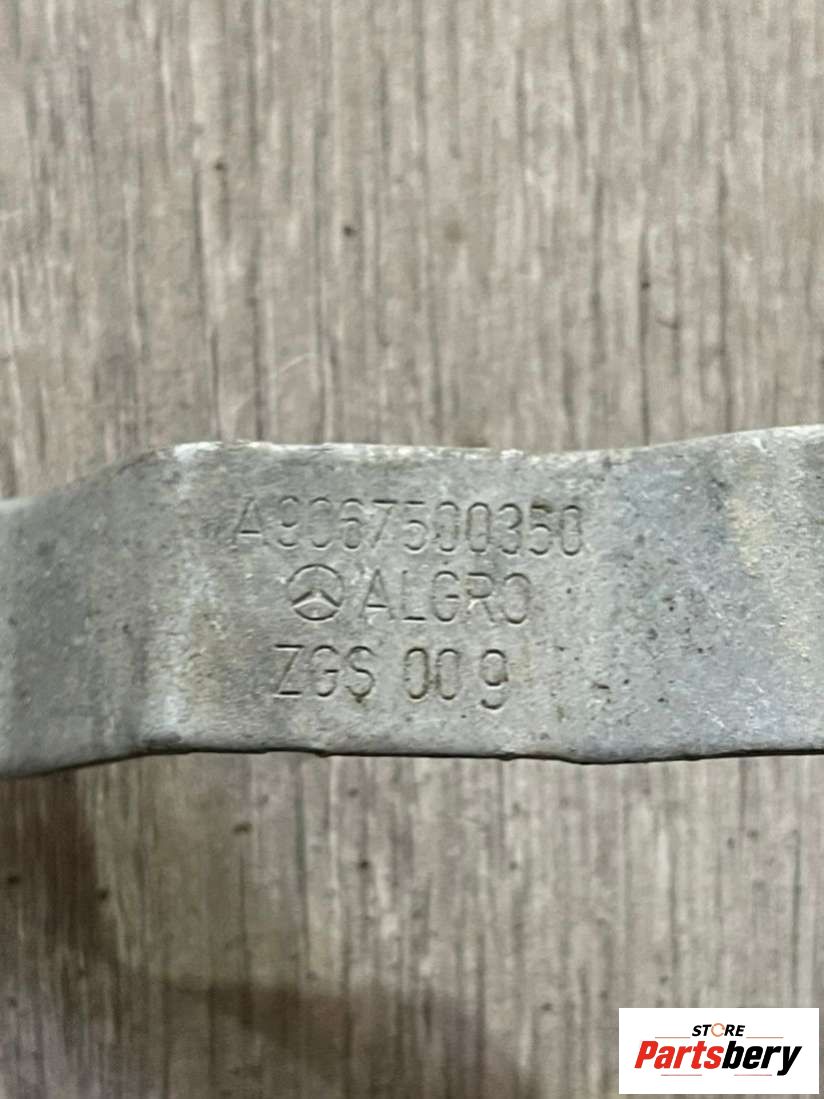 A9067500350
ALGRO
ZGS 009
STORE
Partsbery